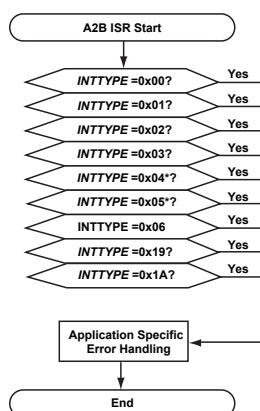 A2B ISR Start
INTTYPE =0x00?
Yes
INTTYPE =0x01?
Yes
INTTYPE =0x02?
Yes
INTTYPE =0x03?
Yes
INTTYPE =0x04*?
Yes
INTTYPE =0x05*?
Yes
INTTYPE =0x06
Yes
INTTYPE =0x19?
Yes
INTTYPE =0x1A?
Yes
Application Specific
Error Handling
End